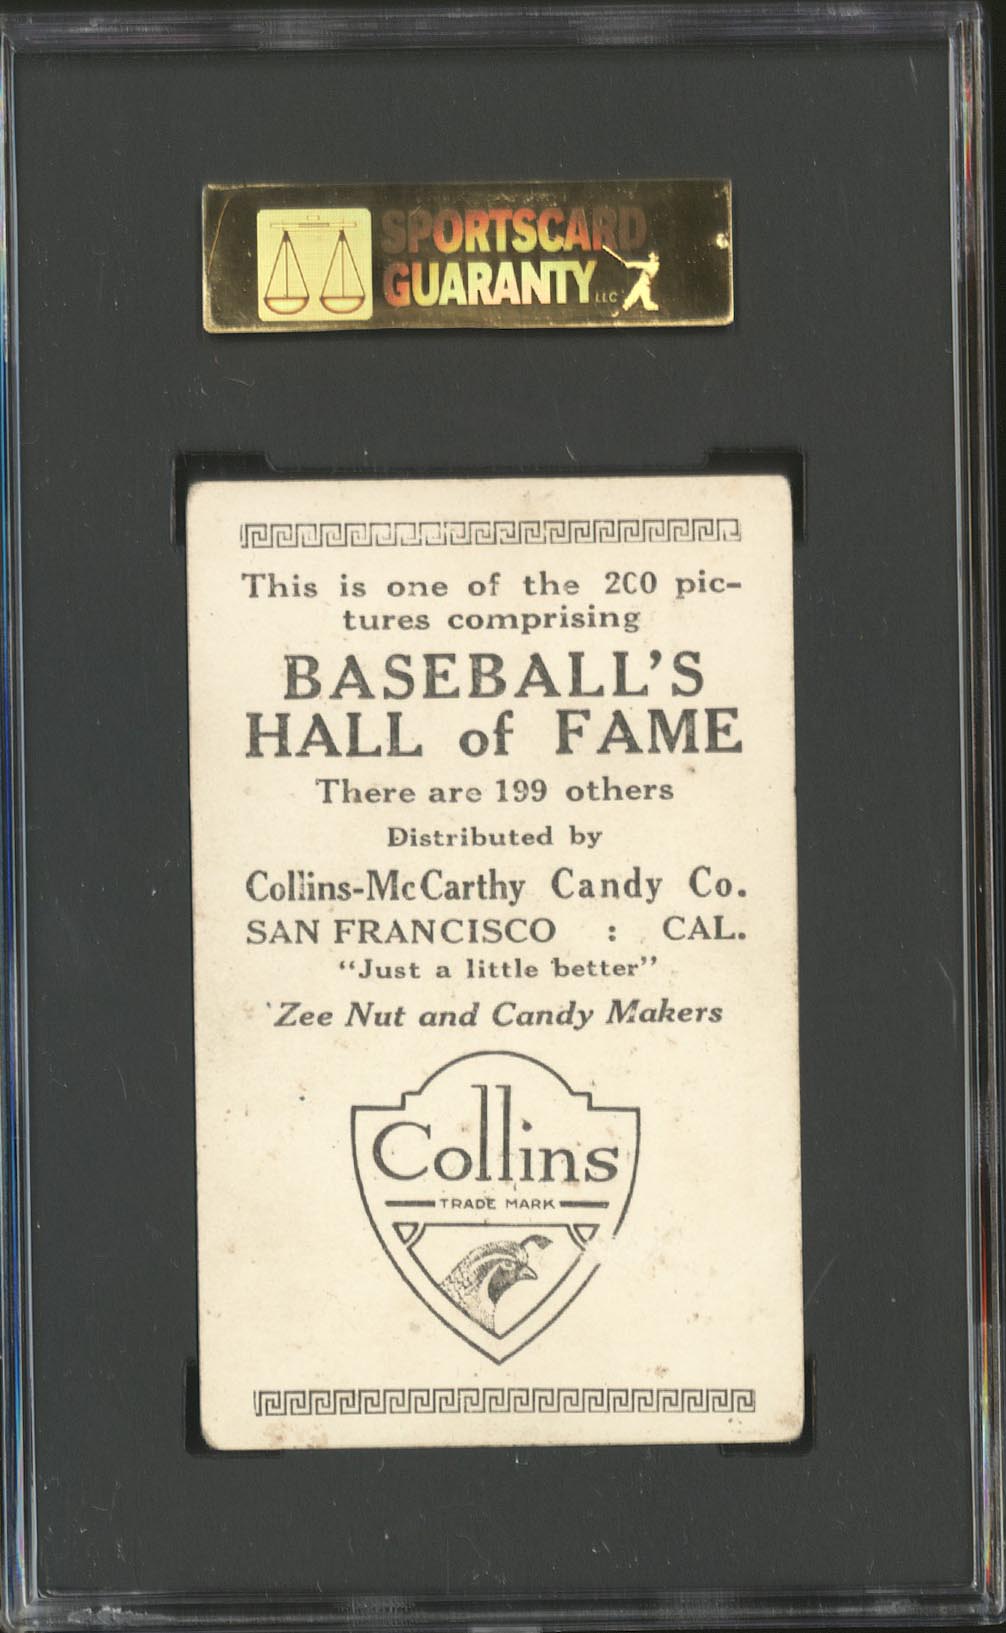 SPORTSCARD
GUARANTY LLC
This is one of the 200 pic-
tures comprising
BASEBALL'S
HALL of FAME
There are 199 others
Distributed by
Collins-McCarthy Candy Co.
SAN FRANCISCO : CAL.
"Just a little better"
Zee Nut and Candy Makers
Collins
TRADE MARK